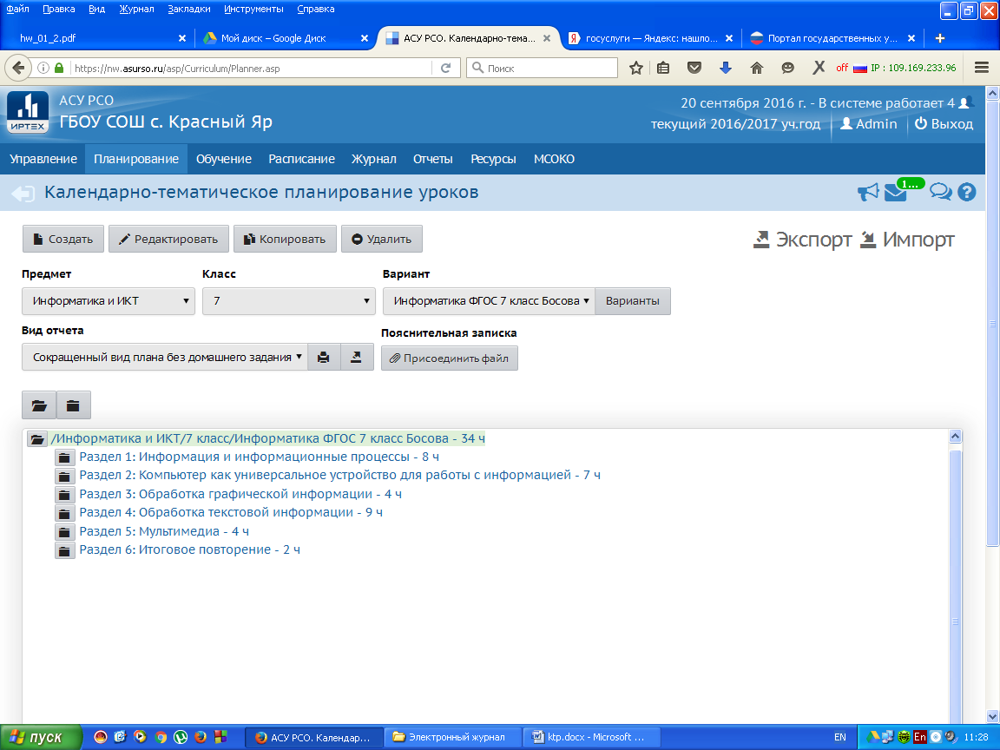 Файл Правка Вид Журнал Закладки Инструменты Справка
hw_01_2.pdf
Мой диск – Google Диск
АСУ РСО. Календарно-тема...
госуслуги — Яндекс: нашло...
Портал государственных у...
https://nw.asurso.ru/asp/Curriculum/Planner.asp
Поиск
off IP : 109.169.233.96
ИРТЕХ
АСУ РСО
ГБОУ СОШ с. Красный Яр
20 сентября 2016 г. - В системе работает 4
текущий 2016/2017 уч.год
Admin
Выход
Управление Планирование Обучение Расписание Журнал Отчеты Ресурсы МСОКО
Календарно-тематическое планирование уроков
1...
Создать Редактировать Копировать Удалить
Экспорт Импорт
Предмет Класс Вариант
Информатика и ИКТ 7 Информатика ФГОС 7 класс Босова Варианты
Вид отчета Пояснительная записка
Сокращенный вид плана без домашнего задания Присоединить файл
/Информатика и ИКТ/7 класс/Информатика ФГОС 7 класс Босова - 34 ч
Раздел 1: Информация и информационные процессы - 8 ч
Раздел 2: Компьютер как универсальное устройство для работы с информацией - 7 ч
Раздел 3: Обработка графической информации - 4 ч
Раздел 4: Обработка текстовой информации - 9 ч
Раздел 5: Мультимедиа - 4 ч
Раздел 6: Итоговое повторение - 2 ч
пуск
АСУ РСО. Календар...
Электронный журнал
ktp.docx - Microsoft ...
EN
En
11:28